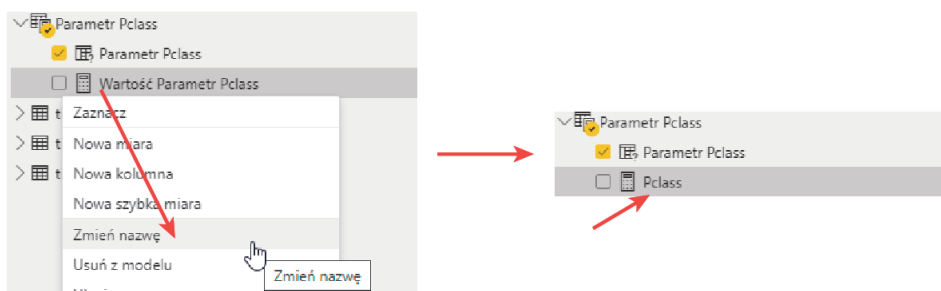 Parametr Pclass
Parametr Pclass
Wartość Parametr Pclass
t Zaznacz
t Nowa miara
t Nowa kolumna
Nowa szybka miara
Zmień nazwę
Usuń z modelu
Zmień nazwę
Parametr Pclass
Parametr Pclass
Pclass